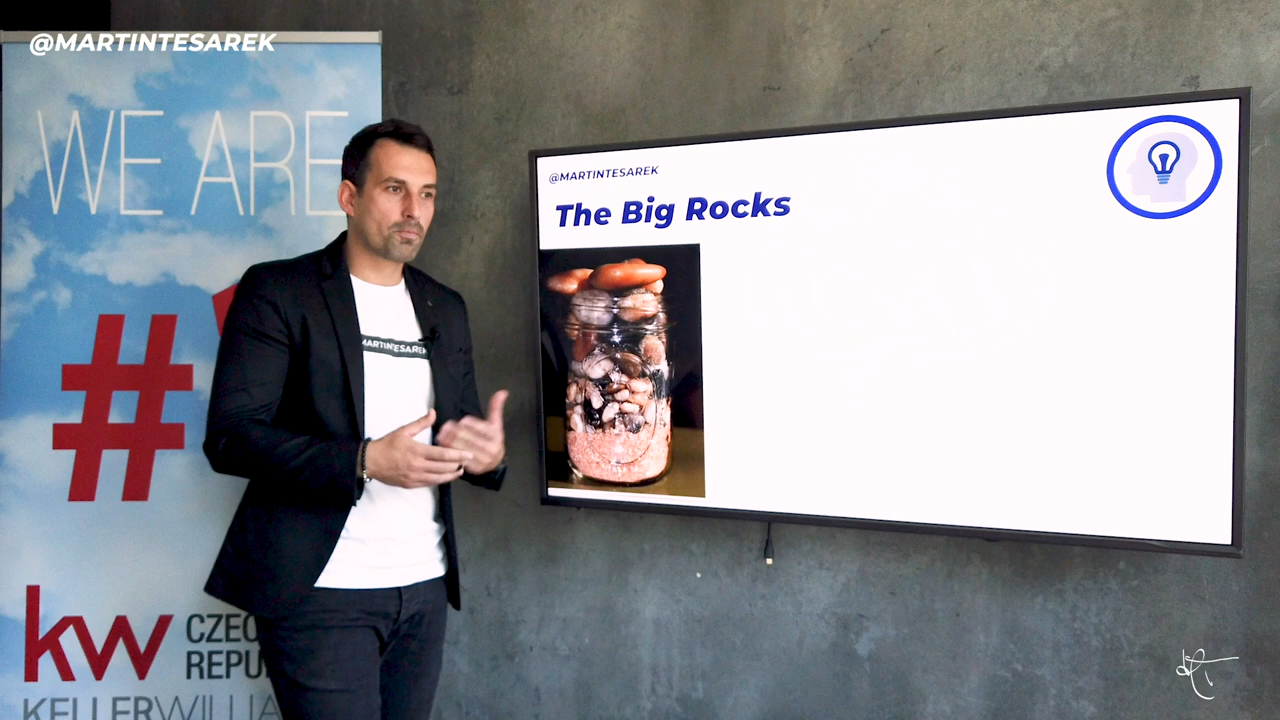 @MARTINTESAREK
WE ARE
#
kw
CZEC
REPU
KELLERWILLIA
MARTINTESAREK
@MARTINTESAREK
The Big Rocks